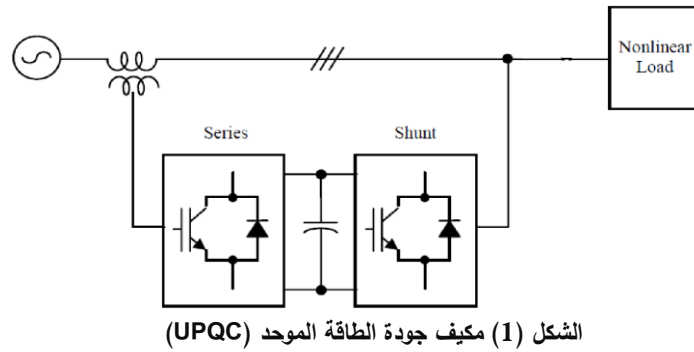 Nonlinear
Load
Series
Shunt
الشكل (1) مكيف جودة الطاقة الموحد (UPQC)